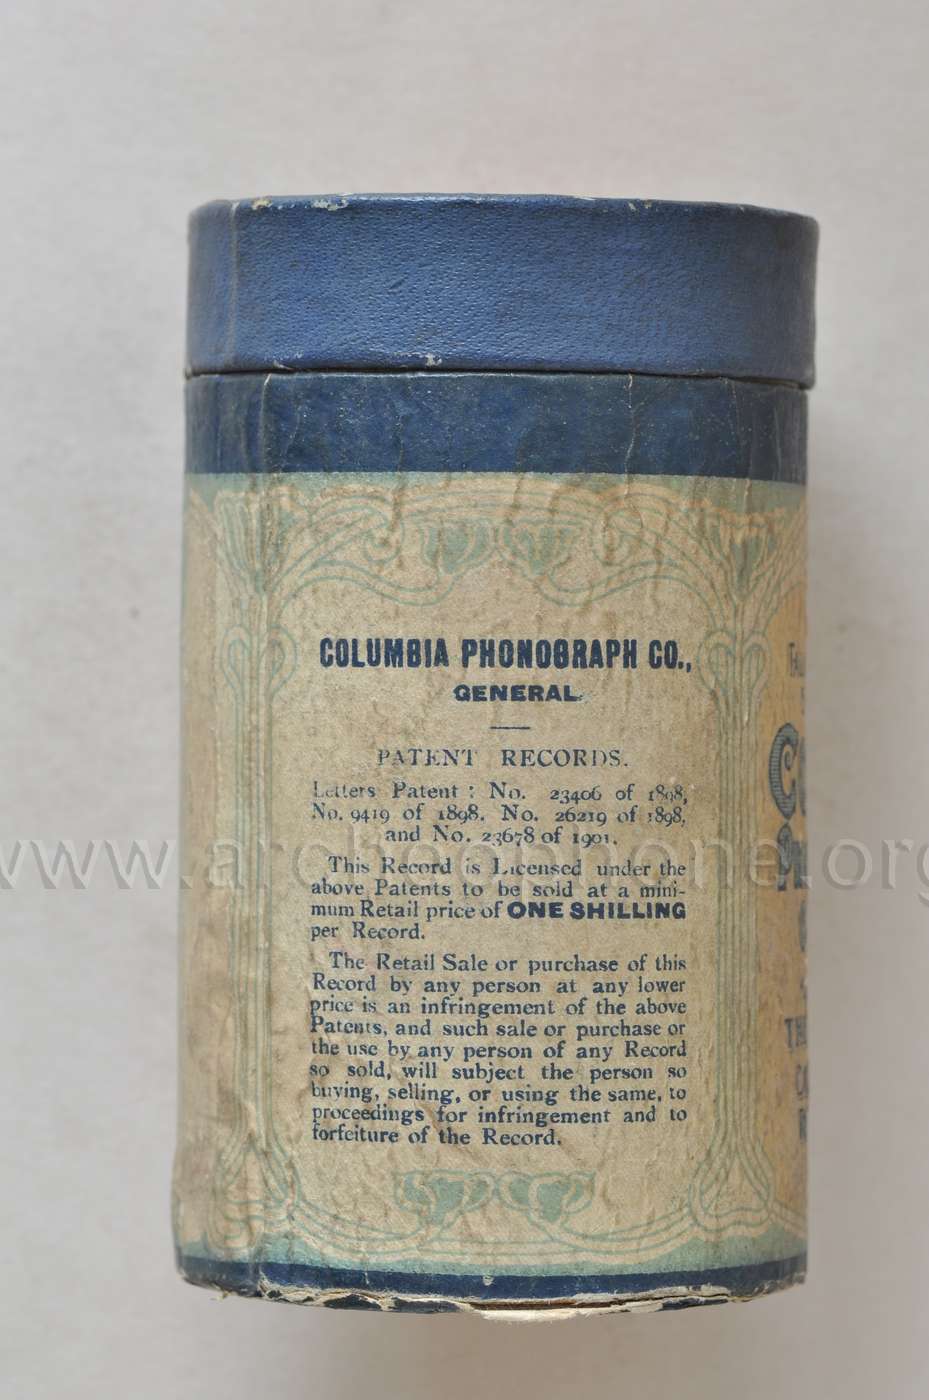 COLUMBIA PHONOGRAPH CO.,
GENERAL.
PATENT RECORDS.
Letters Patent : No. 23406 of 1898,
No. 9419 of 1898. No. 26219 of 1898,
and No. 23678 of 1901.
This Record is Licensed under the
above Patents to be sold at a mini-
mum Retail price of ONE SHILLING
per Record.
The Retail Sale or purchase of this
Record by any person at any lower
price is an infringement of the above
Patents, and such sale or purchase or
the use by any person of any Record
so sold, will subject the person so
buying, selling, or using the same, to
proceedings for infringement and to
forfeiture of the Record.
www.archeophone.org